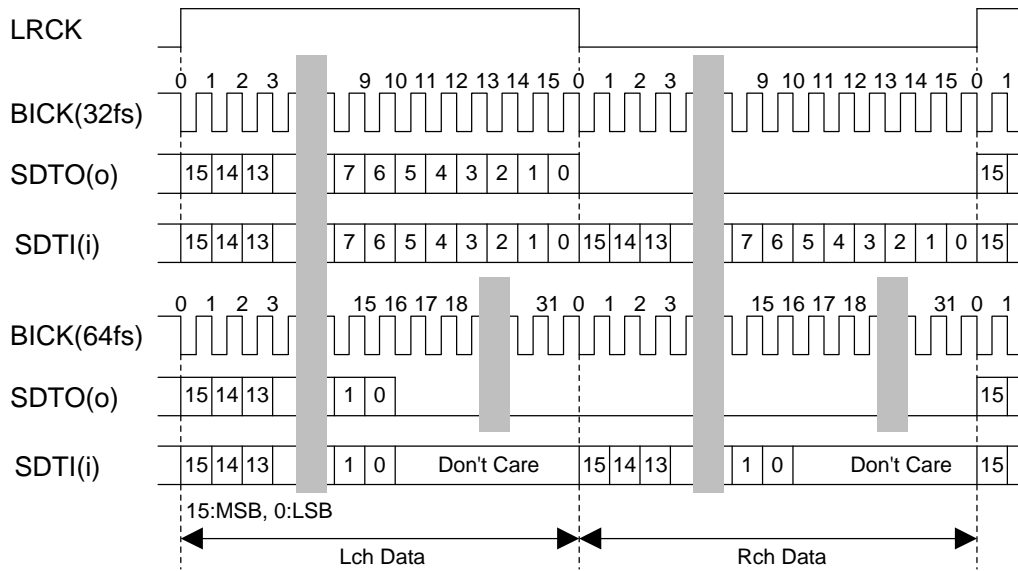 LRCK
0 1 2 3 9 10 11 12 13 14 15 0 1 2 3 9 10 11 12 13 14 15 0 1
BICK(32fs)
SDTO(o) 15 14 13 7 6 5 4 3 2 1 0 15
SDTI(i) 15 14 13 7 6 5 4 3 2 1 0 15 14 13 7 6 5 4 3 2 1 0 15
0 1 2 3 15 16 17 18 31 0 1 2 3 15 16 17 18 31 0 1
BICK(64fs)
SDTO(o) 15 14 13 1 0 15
SDTI(i) 15 14 13 1 0 Don't Care 15 14 13 1 0 Don't Care 15
15:MSB, 0:LSB
Lch Data Rch Data